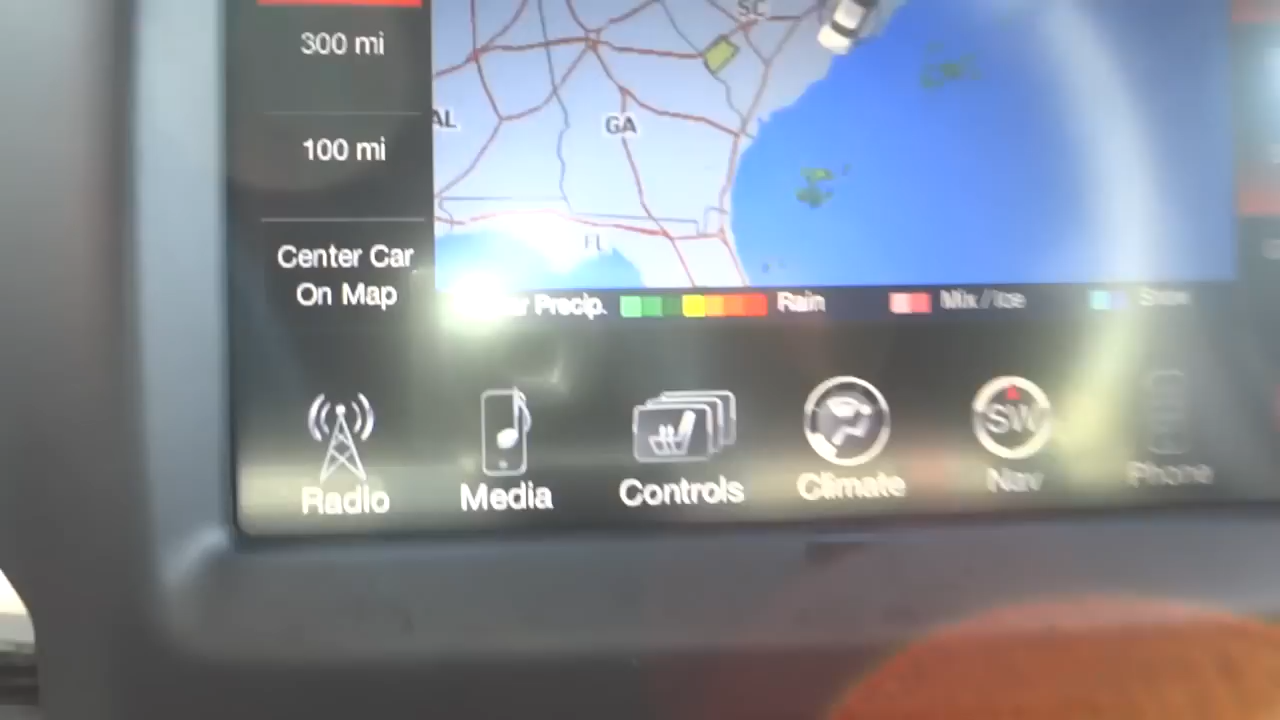 300 mi
SC
AL
GA
100 mi
FL
Center Car
On Map
Precip.
Rain
Mix / Ice
Snow
Radio
Media
Controls
Climate
SW
Nav
Phone